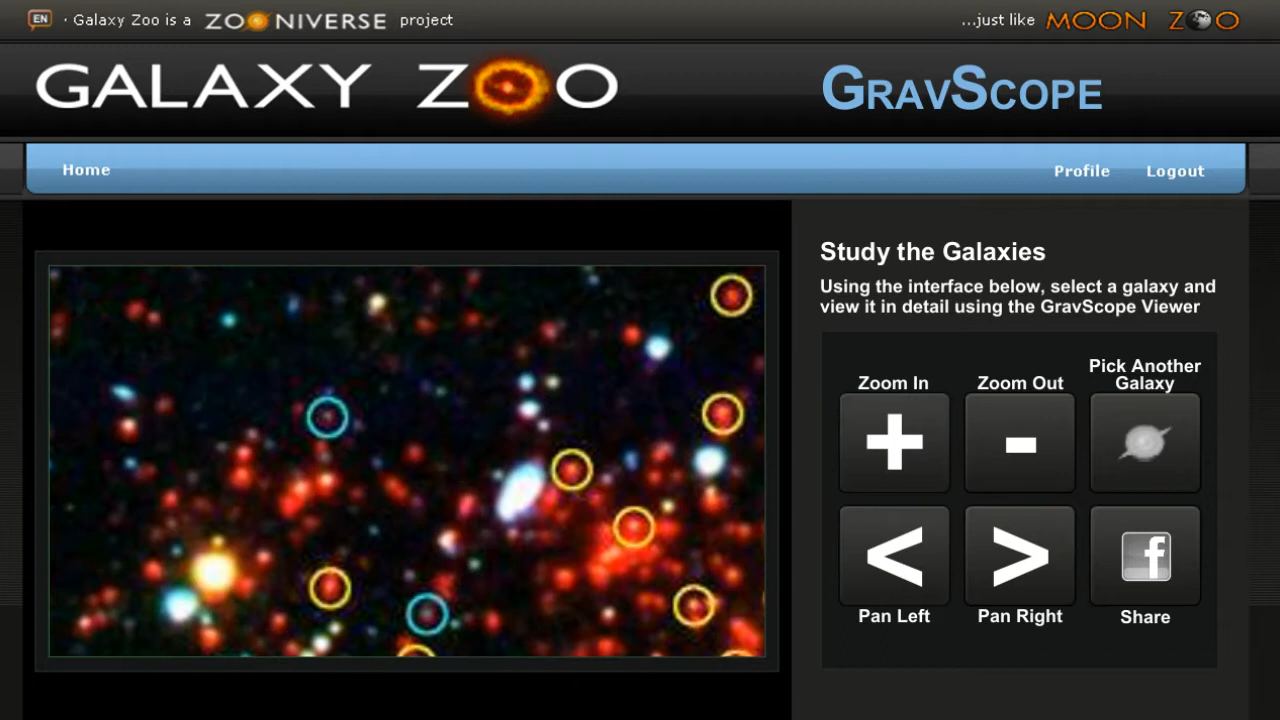 EN · Galaxy Zoo is a ZOONIVERSE project
...just like MOON ZOO
GALAXY ZOO
GRAVSCOPE
Home
Profile
Logout
Study the Galaxies
Using the interface below, select a galaxy and
view it in detail using the GravScope Viewer
Zoom In
Zoom Out
Pick Another
Galaxy
+
-
<
>
f
Pan Left
Pan Right
Share